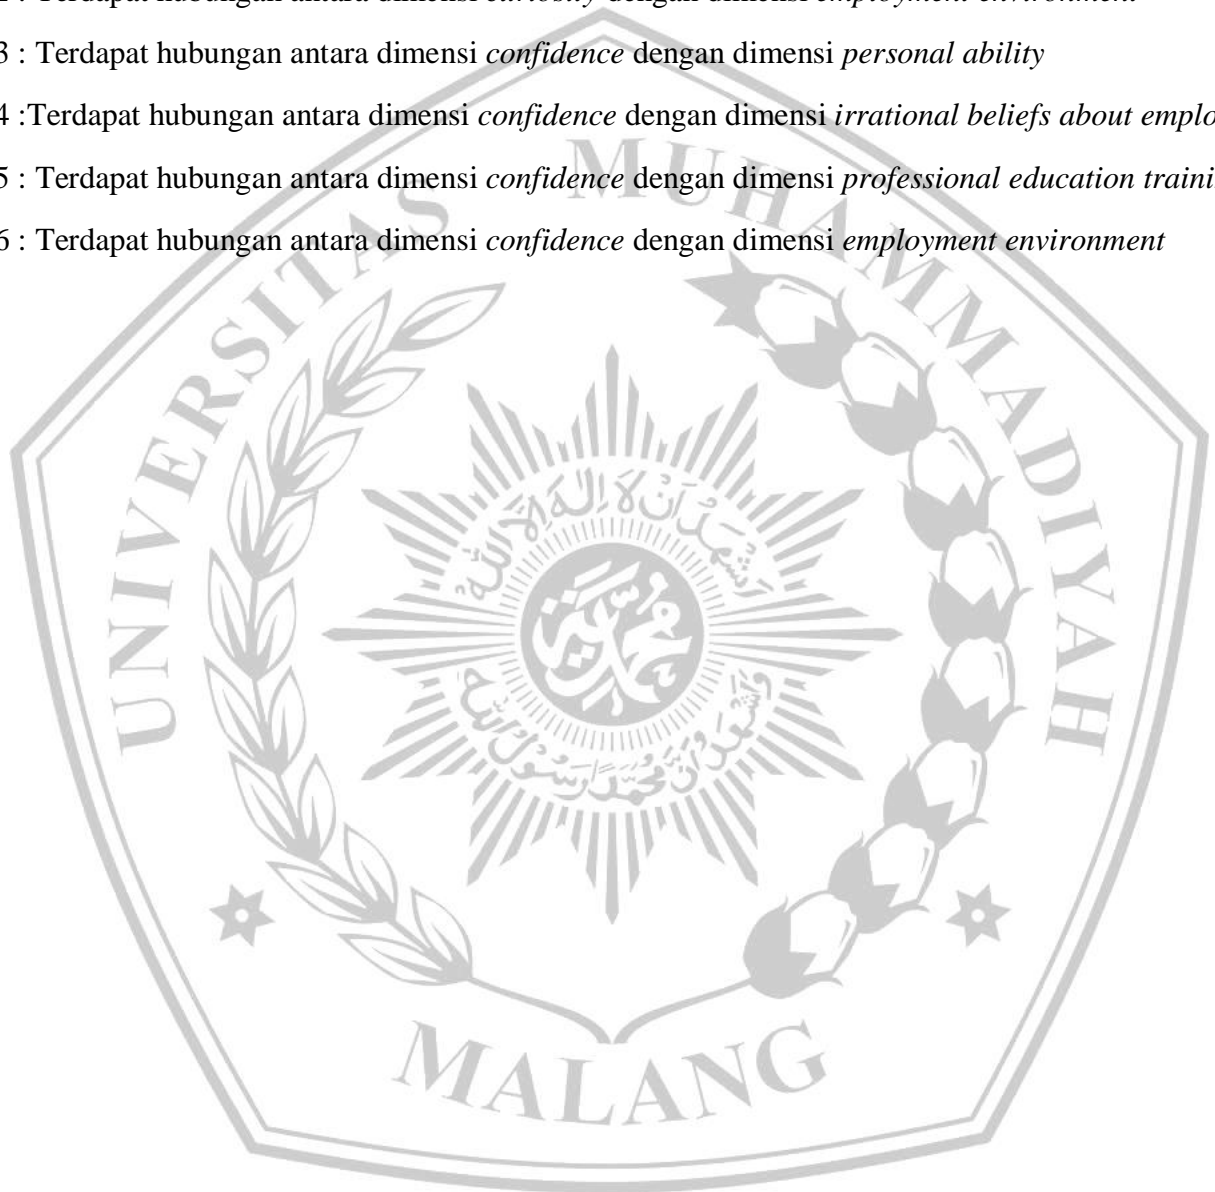 2 : Terdapat hubungan antara dimensi curiosity dengan dimensi employment environment
3 : Terdapat hubungan antara dimensi confidence dengan dimensi personal ability
4 :Terdapat hubungan antara dimensi confidence dengan dimensi irrational beliefs about emplo
5 : Terdapat hubungan antara dimensi confidence dengan dimensi professional education traini
6 : Terdapat hubungan antara dimensi confidence dengan dimensi employment environment
UNIVERSITAS MUHAMMADIYAH
MALANG